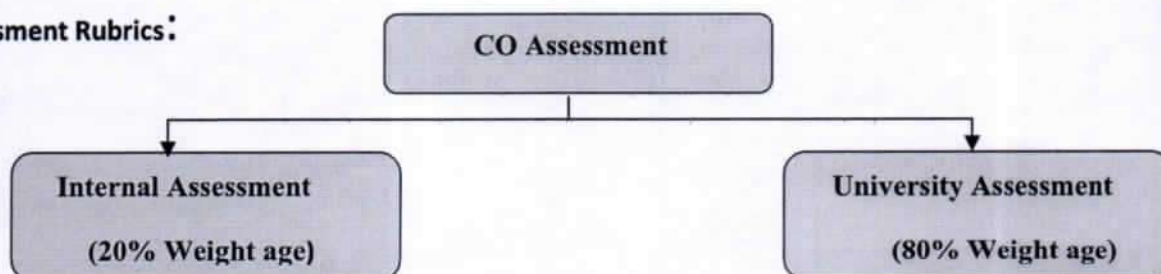 sment Rubrics:
CO Assessment
Internal Assessment
(20% Weight age)
University Assessment
(80% Weight age)